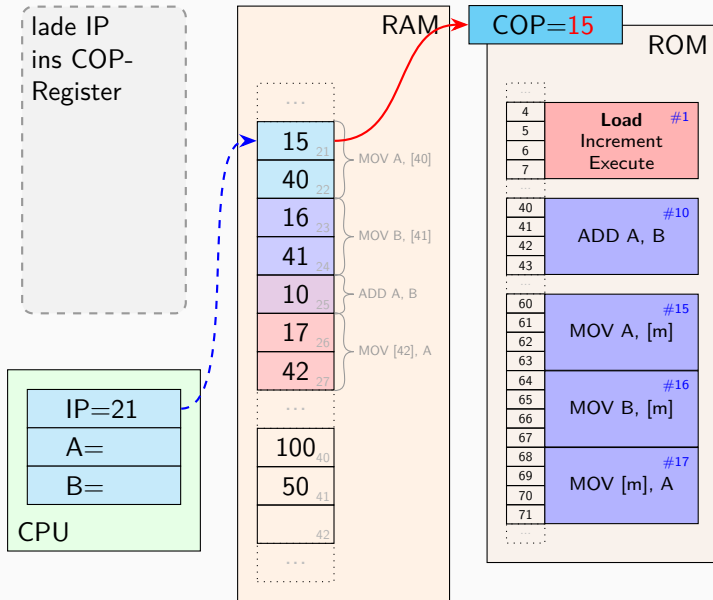 lade IP
ins COP-
Register
CPU
IP=21
A=
B=
RAM
...
15 21
40 22
MOV A, [40]
16 23
41 24
MOV B, [41]
10 25
ADD A, B
17 26
42 27
MOV [42], A
...
100 40
50 41
42
...
COP=15
ROM
...
4
5
6
7
#1
Load
Increment
Execute
...
40
41
42
43
#10
ADD A, B
...
60
61
62
63
#15
MOV A, [m]
64
65
66
67
#16
MOV B, [m]
68
69
70
71
#17
MOV [m], A
...